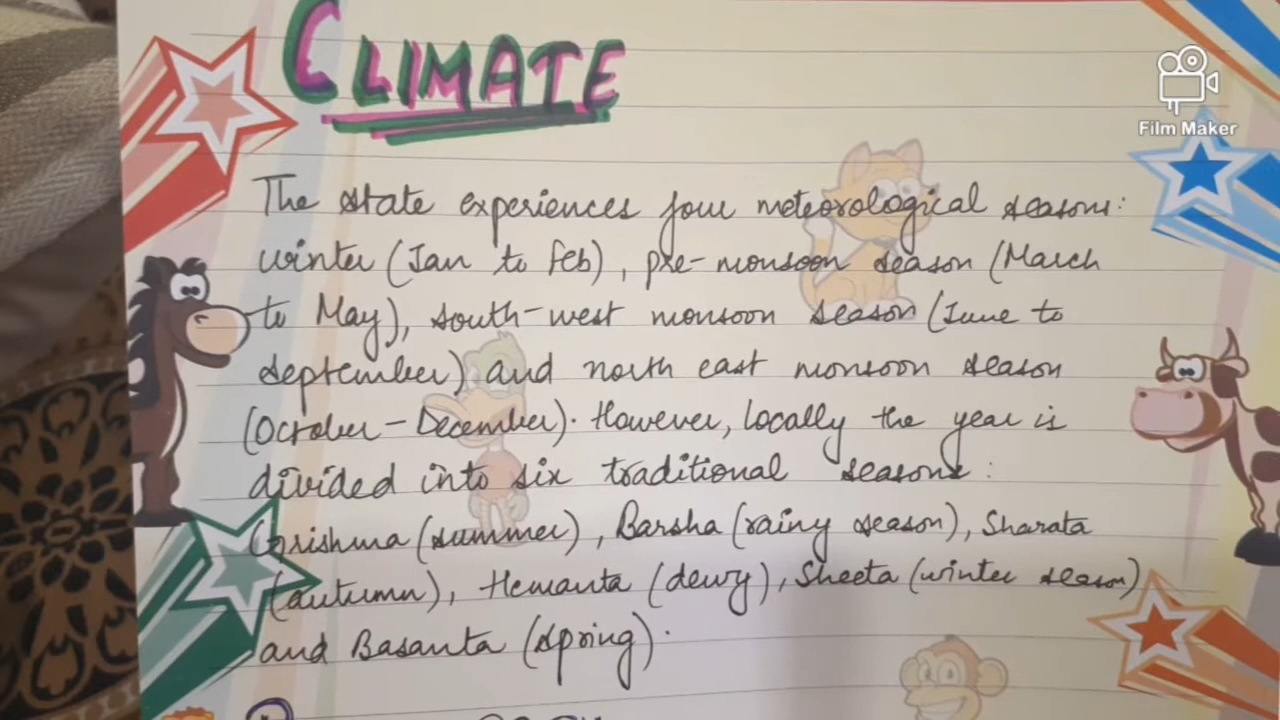 CLIMATE
Film Maker
The state experiences four meteorological seasons:
winter (Jan to Feb), pre-monsoon season (March
to May), south-west monsoon season (June to
september) and north east monsoon season
(October-December). However, locally the year is
divided into six traditional seasons:
Grishma (summer), Barsha (rainy season), Sharata
(autumn), Hemanta (dewy), Sheeta (winter season)
and Basanta (spring).